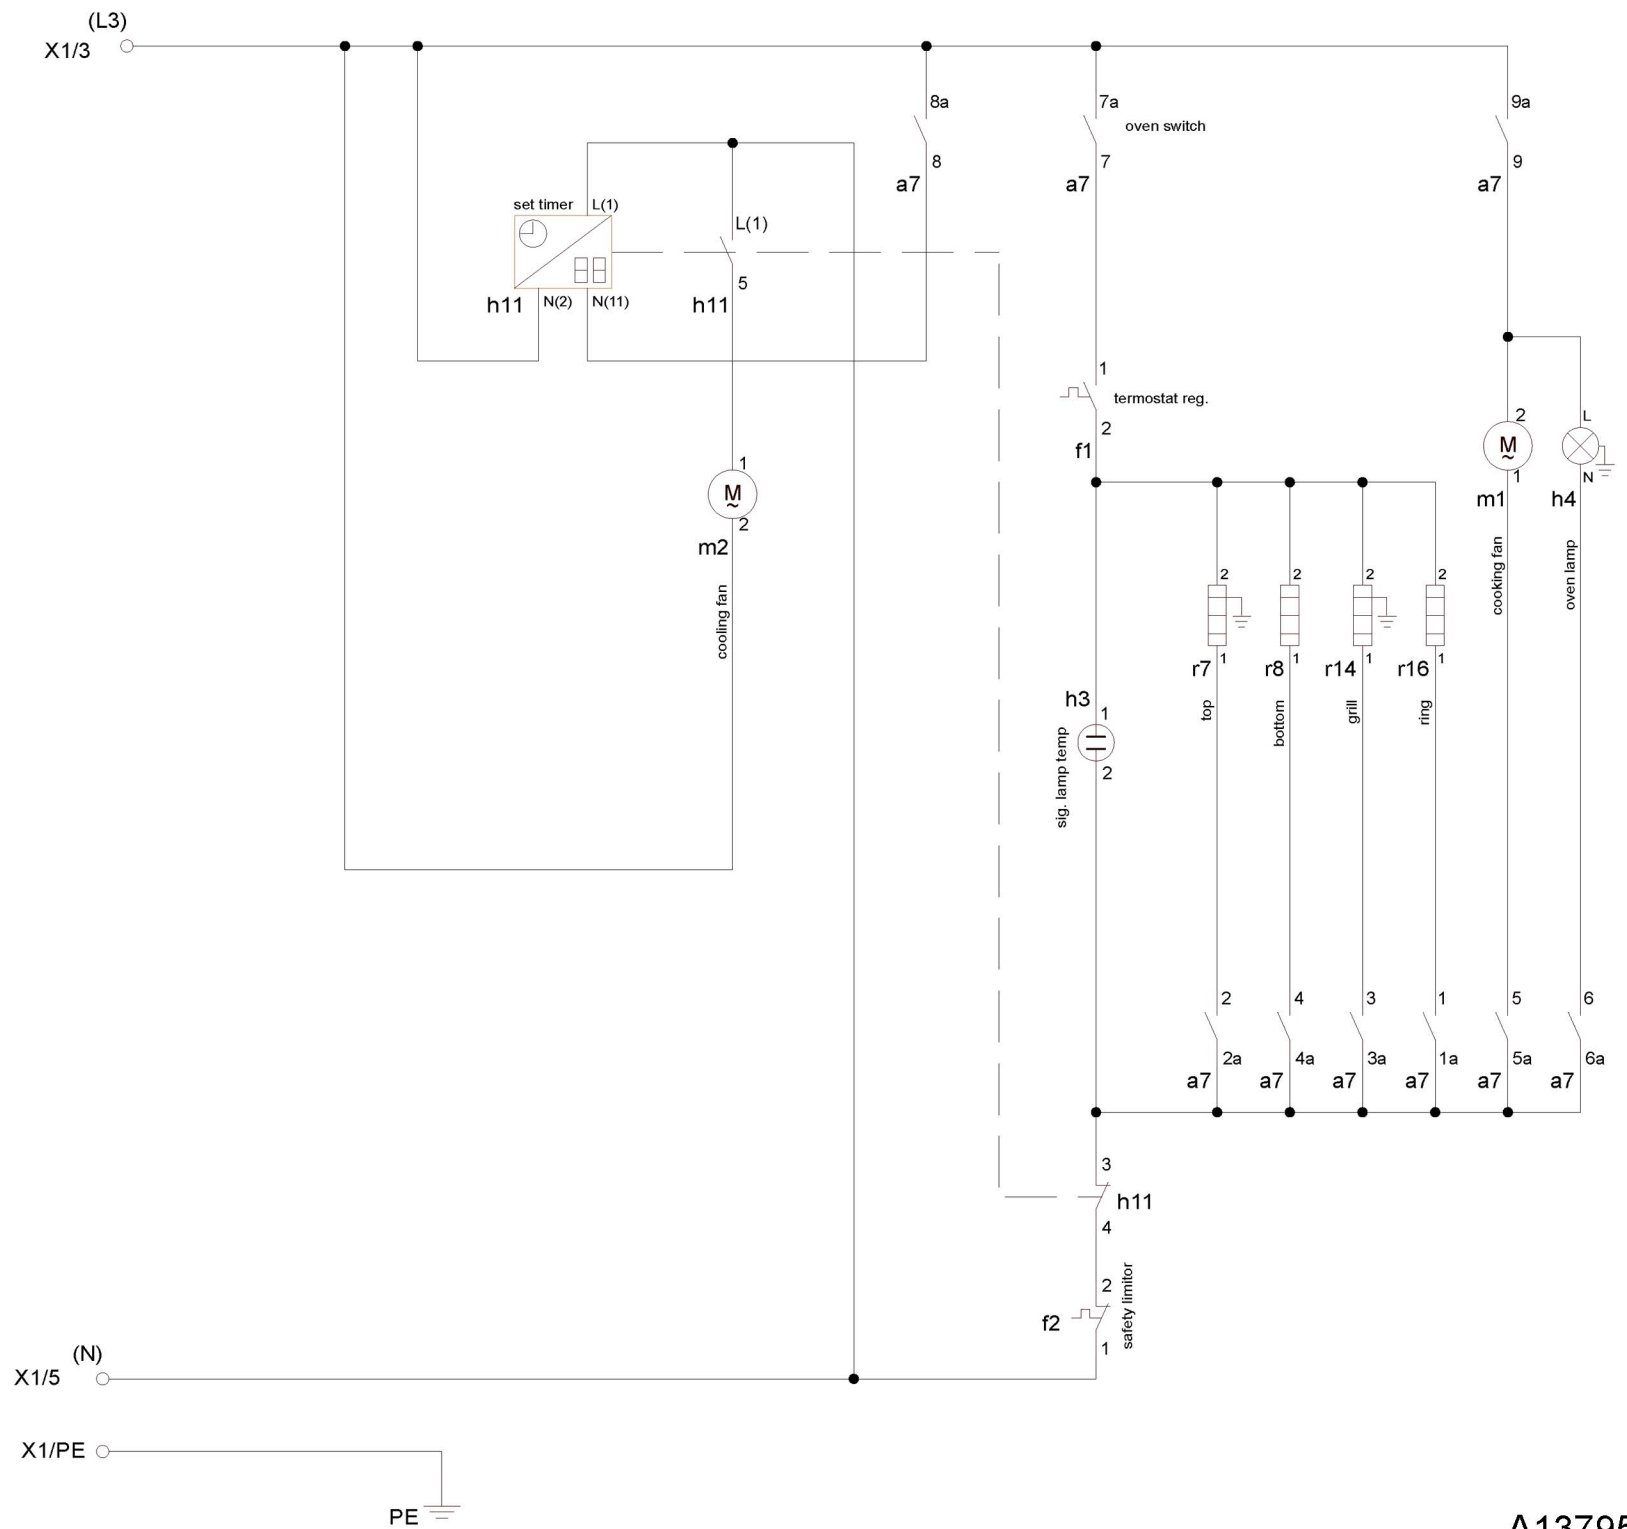 (L3)
X1/3
8a
7a
9a
oven switch
8
7
9
a7
a7
a7
set timer
L(1)
L(1)
5
h11
N(2)
N(11)
h11
1
termostat reg.
2
f1
2
L
M
~
1
N
m1
h4
1
M
~
2
m2
cooling fan
cooking fan
oven lamp
2
2
2
2
r7
1
r8
1
r14
1
r16
1
top
bottom
grill
ring
h3
1
sig. lamp temp
2
2
4
3
1
5
6
2a
4a
3a
1a
5a
6a
a7
a7
a7
a7
a7
a7
3
h11
4
2
f2
safety limitor
1
(N)
X1/5
X1/PE
PE